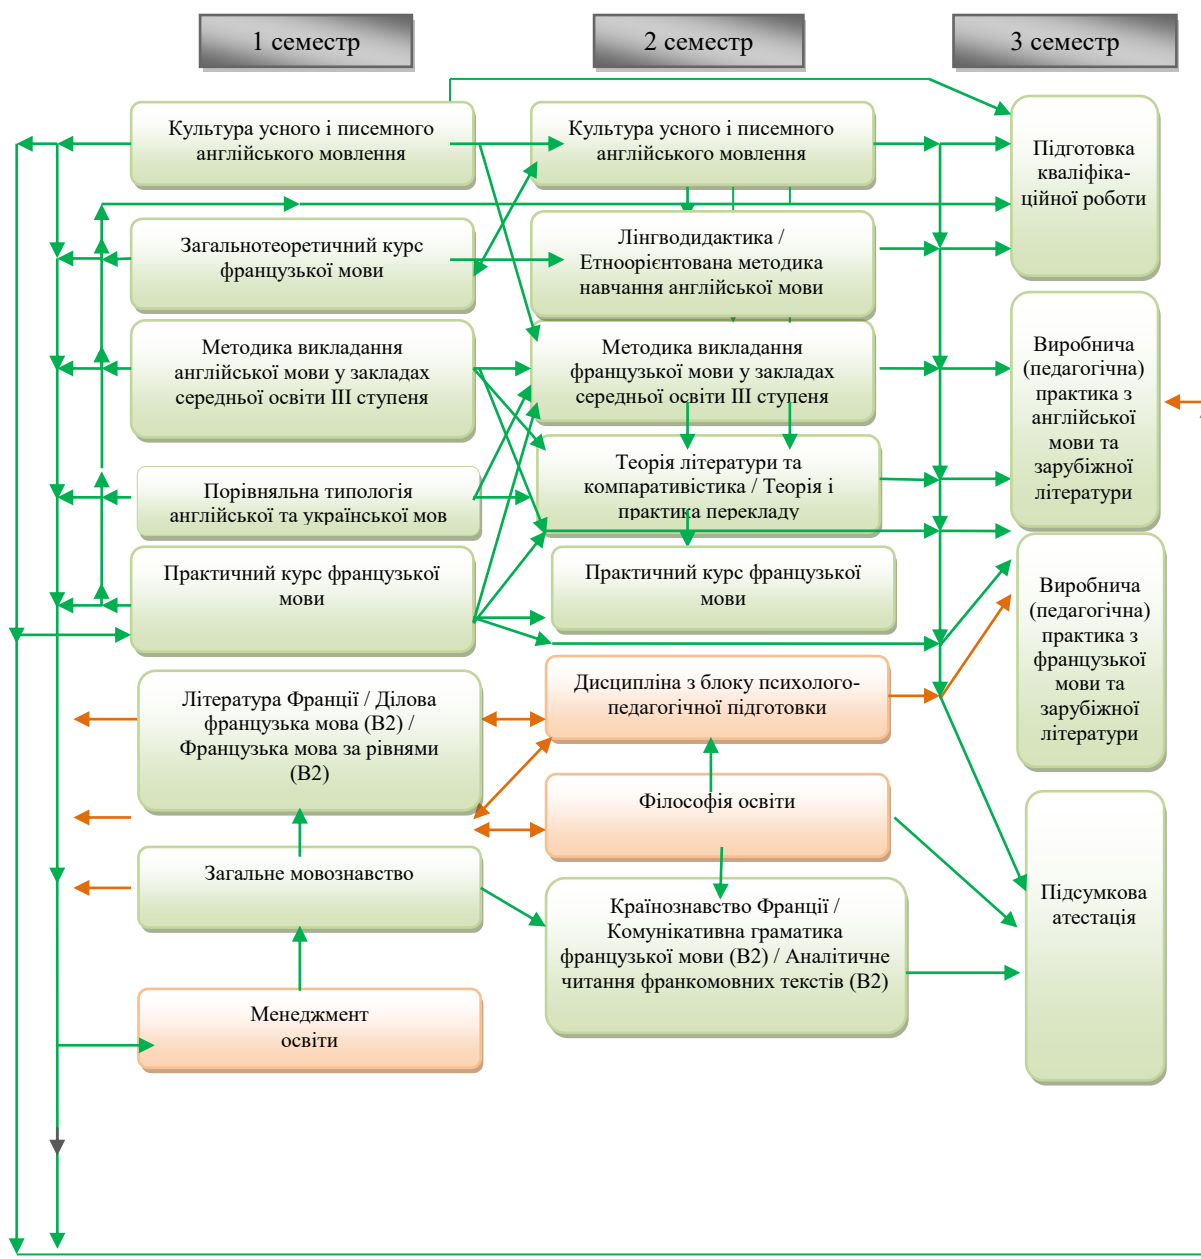 1 семестр
2 семестр
3 семестр
Культура усного і писемного
англійського мовлення
Загальнотеоретичний курс
французької мови
Методика викладання
англійської мови у закладах
середньої освіти ІІІ ступеня
Порівняльна типологія
англійської та української мов
Практичний курс французької
мови
Література Франції / Ділова
французька мова (В2) /
Французька мова за рівнями
(В2)
Загальне мовознавство
Менеджмент
освіти
Культура усного і писемного
англійського мовлення
Лінгводидактика /
Етноорієнтована методика
навчання англійської мови
Методика викладання
французької мови у закладах
середньої освіти ІІІ ступеня
Теорія літератури та
компаративістика / Теорія і
практика перекладу
Практичний курс французької
мови
Дисципліна з блоку психолого-
педагогічної підготовки
Філософія освіти
Країнознавство Франції /
Комунікативна граматика
французької мови (В2) / Аналітичне
читання франкомовних текстів (В2)
Підготовка
кваліфіка-
ційної роботи
Виробнича
(педагогічна)
практика з
англійської
мови та
зарубіжної
літератури
Виробнича
(педагогічна)
практика з
французької
мови та
зарубіжної
літератури
Підсумкова
атестація